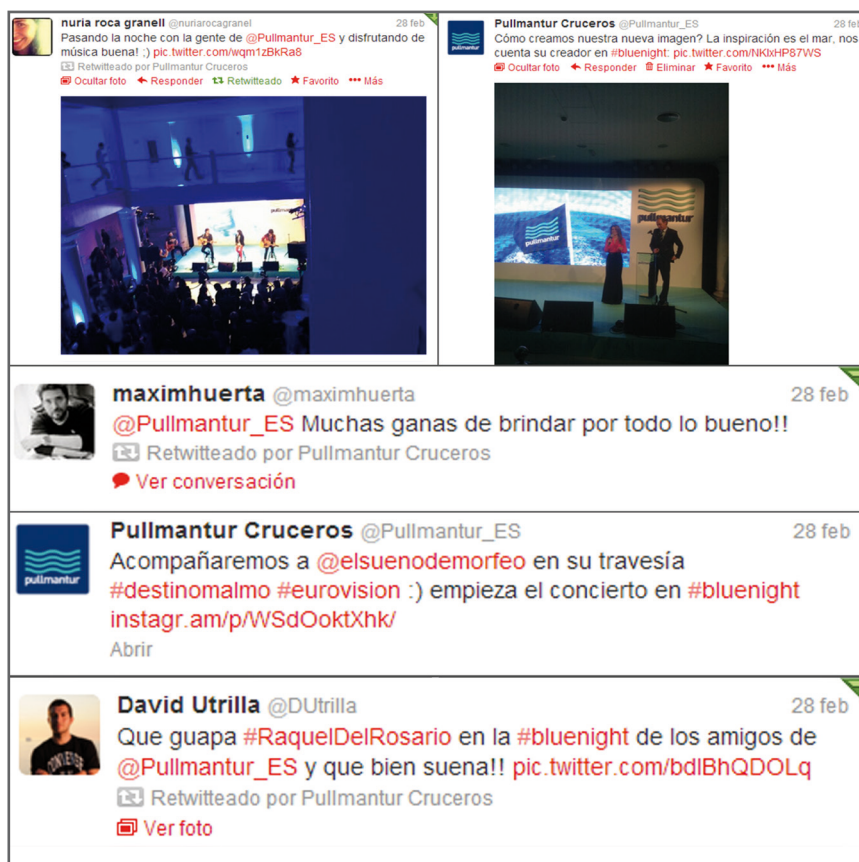 nuria roca granell @nuriarocagranel 28 feb
Pasando la noche con la gente de @Pullmantur_ES y disfrutando de
música buena! ;) pic.twitter.com/wqm1zBkRa8
Retwitteado por Pullmantur Cruceros
Ocultar foto Responder Retwitteado Favorito ••• Más
Pullmantur Cruceros @Pullmantur_ES 28 feb
pullmantur
Cómo creamos nuestra nueva imagen? La inspiración es el mar, nos
cuenta su creador en #bluenight: pic.twitter.com/NKlxHP87WS
Ocultar foto Responder Eliminar Favorito ••• Más
pullmantur
pullmantur
maximhuerta @maximhuerta 28 feb
@Pullmantur_ES Muchas ganas de brindar por todo lo bueno!!
Retwitteado por Pullmantur Cruceros
Ver conversación
Pullmantur Cruceros @Pullmantur_ES 28 feb
pullmantur
Acompañaremos a @elsuenodemorfeo en su travesía
#destinomalmo #eurovision :) empieza el concierto en #bluenight
instagr.am/p/WSdOoktXhk/
Abrir
David Utrilla @DUtrilla 28 feb
Que guapa #RaquelDelRosario en la #bluenight de los amigos de
@Pullmantur_ES y que bien suena!! pic.twitter.com/bdlBhQDOLq
Retwitteado por Pullmantur Cruceros
Ver foto